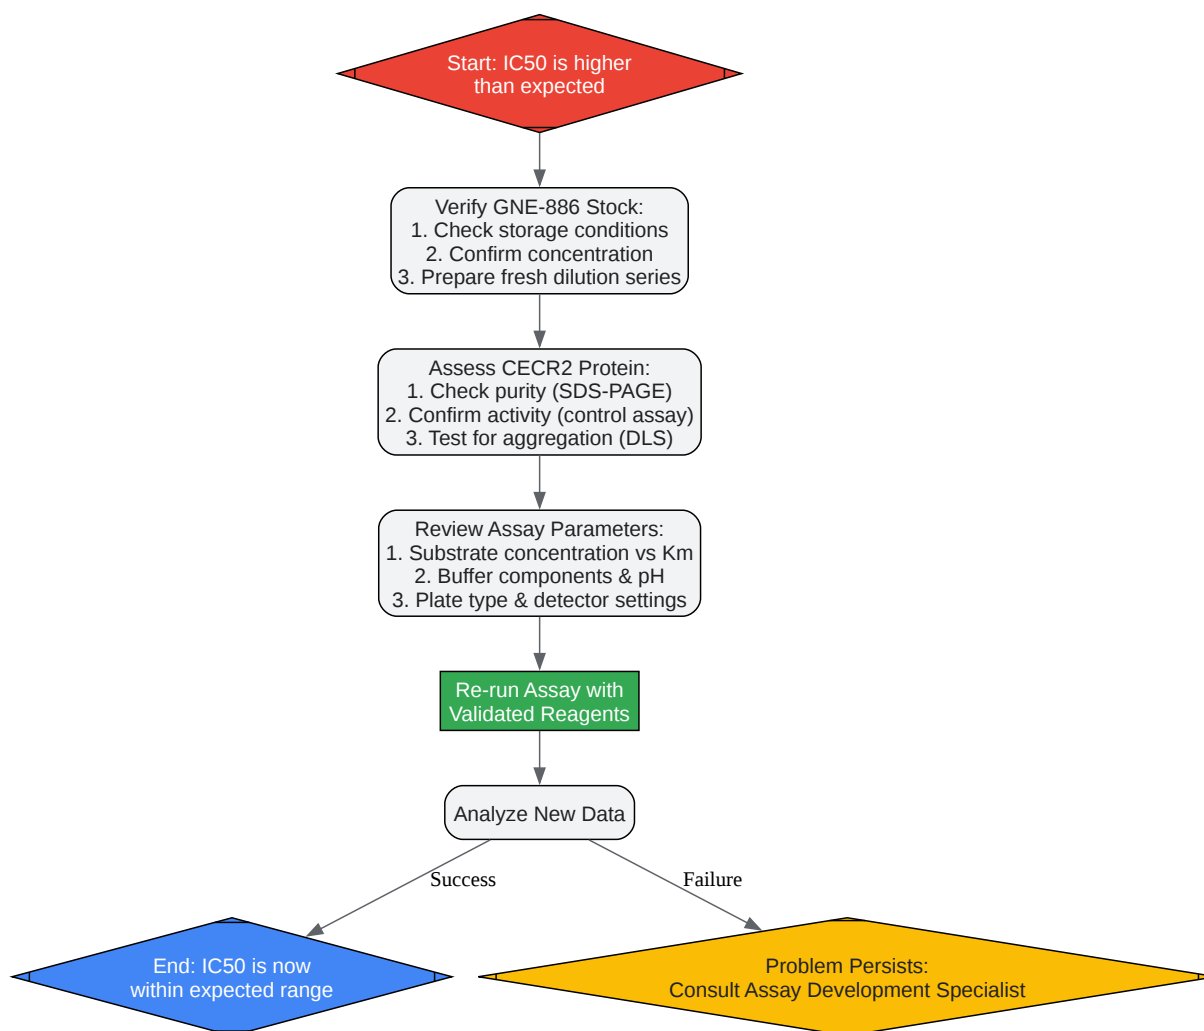 Start: IC50 is higher
than expected
Verify GNE-886 Stock:
1. Check storage conditions
2. Confirm concentration
3. Prepare fresh dilution series
Assess CECR2 Protein:
1. Check purity (SDS-PAGE)
2. Confirm activity (control assay)
3. Test for aggregation (DLS)
Review Assay Parameters:
1. Substrate concentration vs Km
2. Buffer components & pH
3. Plate type & detector settings
Re-run Assay with
Validated Reagents
Analyze New Data
Success
Failure
End: IC50 is now
within expected range
Problem Persists:
Consult Assay Development Specialist